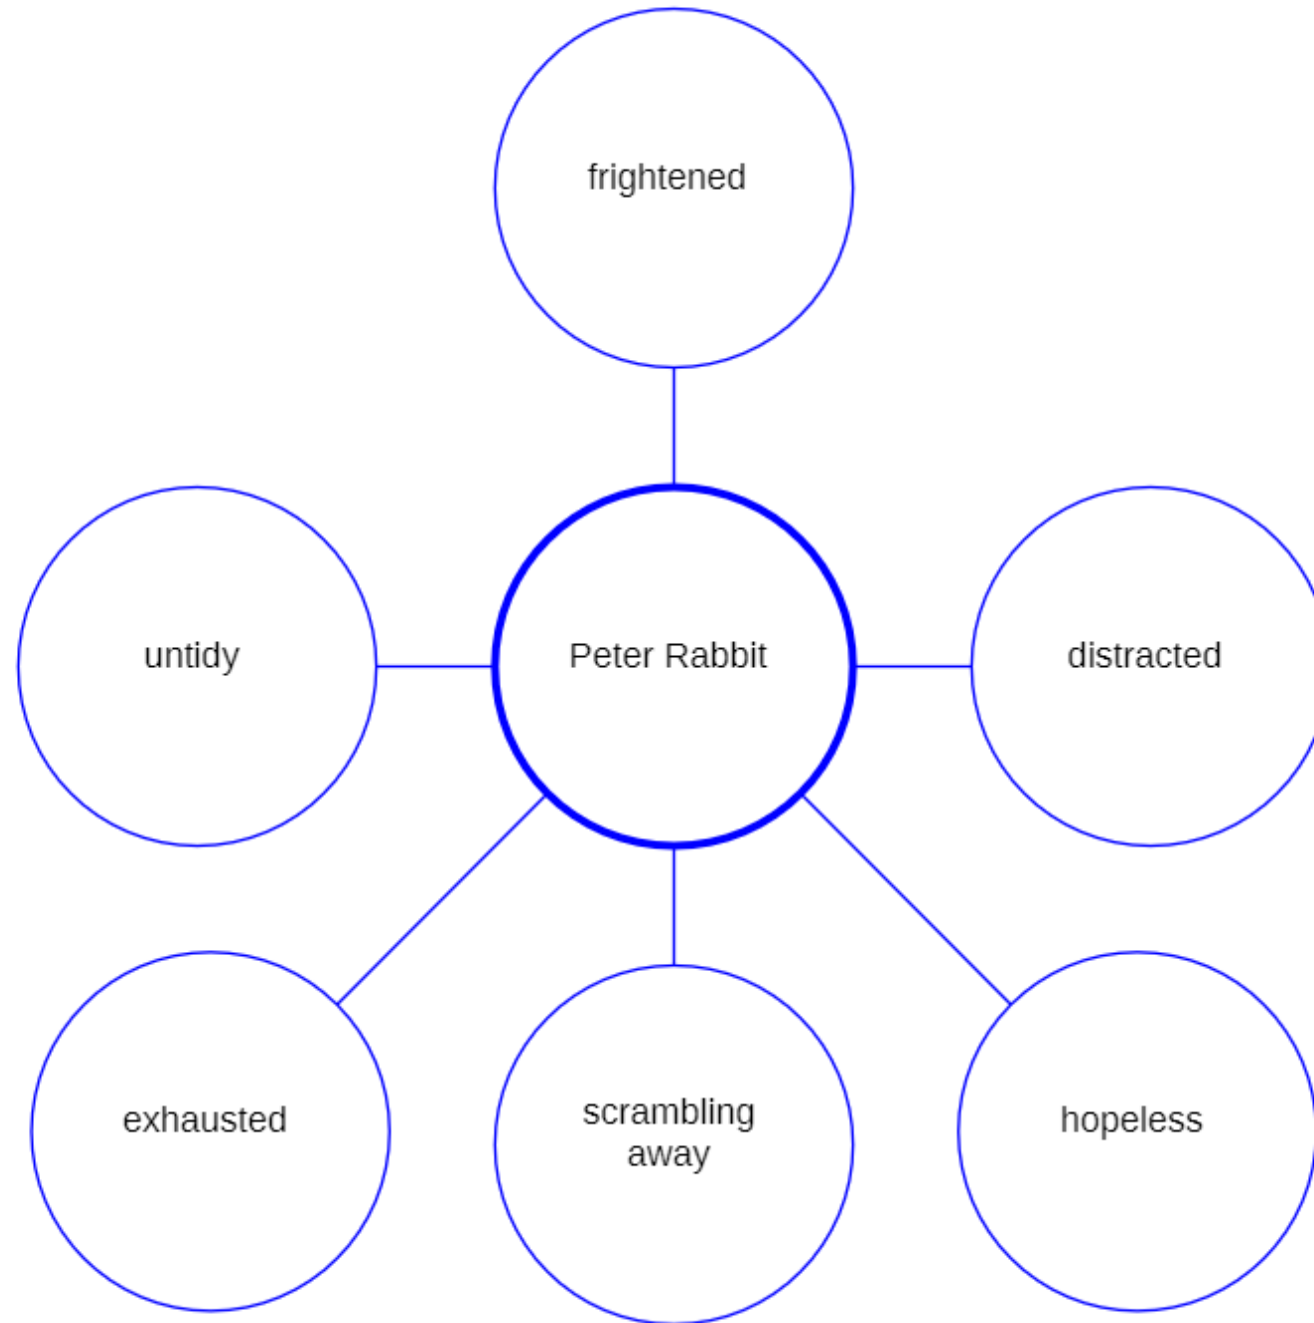 frightened
untidy
Peter Rabbit
distracted
exhausted
scrambling
away
hopeless